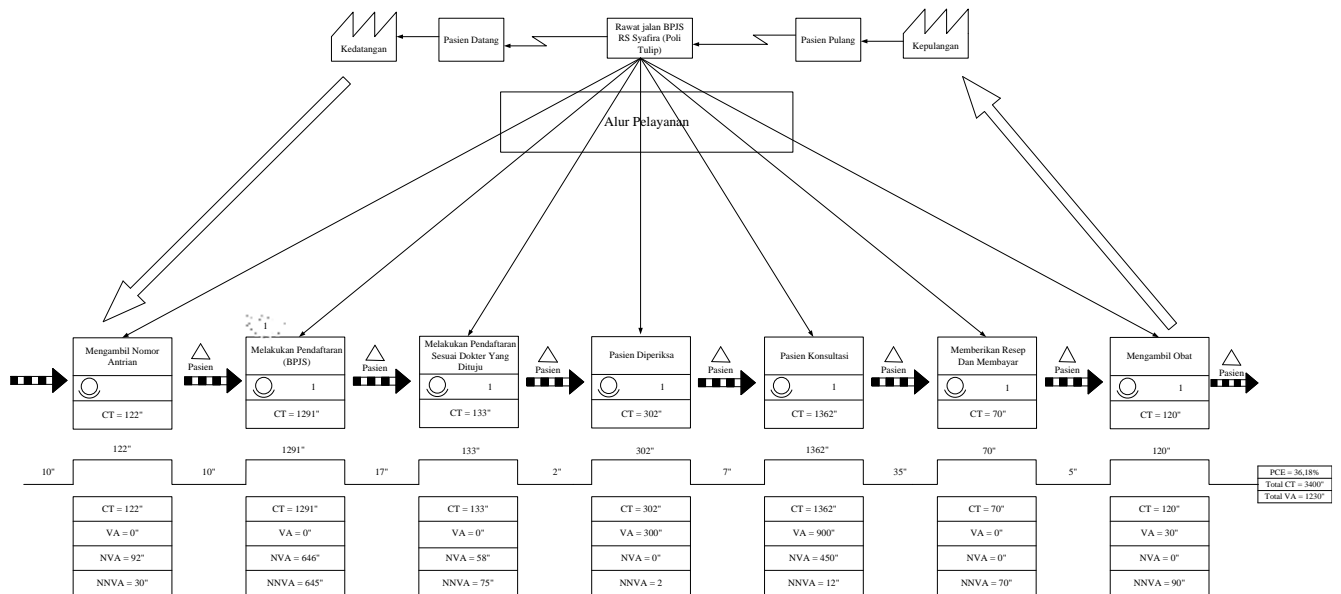 Kedatangan
Pasien Datang
Rawat jalan BPJS
RS Syafira (Poli
Tulip)
Pasien Pulang
Kepulangan
Alur Pelayanan
Mengambil Nomor
Antrian
CT = 122"
Pasien
1
Melakukan Pendaftaran
(BPJS)
1
CT = 1291"
Pasien
Melakukan Pendaftaran
Sesuai Dokter Yang
Dituju
1
CT = 133"
Pasien
Pasien Diperiksa
1
CT = 302"
Pasien
Pasien Konsultasi
1
CT = 1362"
Pasien
Memberikan Resep
Dan Membayar
1
CT = 70"
Pasien
Mengambil Obat
1
CT = 120"
Pasien
122" 1291" 133" 302" 1362" 70" 120"
10" 10" 17" 2" 7" 35" 5"
PCE = 36,18%
Total CT = 3400"
Total VA = 1230"
CT = 122"
VA = 0"
NVA = 92"
NNVA = 30"
CT = 1291"
VA = 0"
NVA = 646"
NNVA = 645"
CT = 133"
VA = 0"
NVA = 58"
NNVA = 75"
CT = 302"
VA = 300"
NVA = 0"
NNVA = 2
CT = 1362"
VA = 900"
NVA = 450"
NNVA = 12"
CT = 70"
VA = 0"
NVA = 0"
NNVA = 70"
CT = 120"
VA = 30"
NVA = 0"
NNVA = 90"